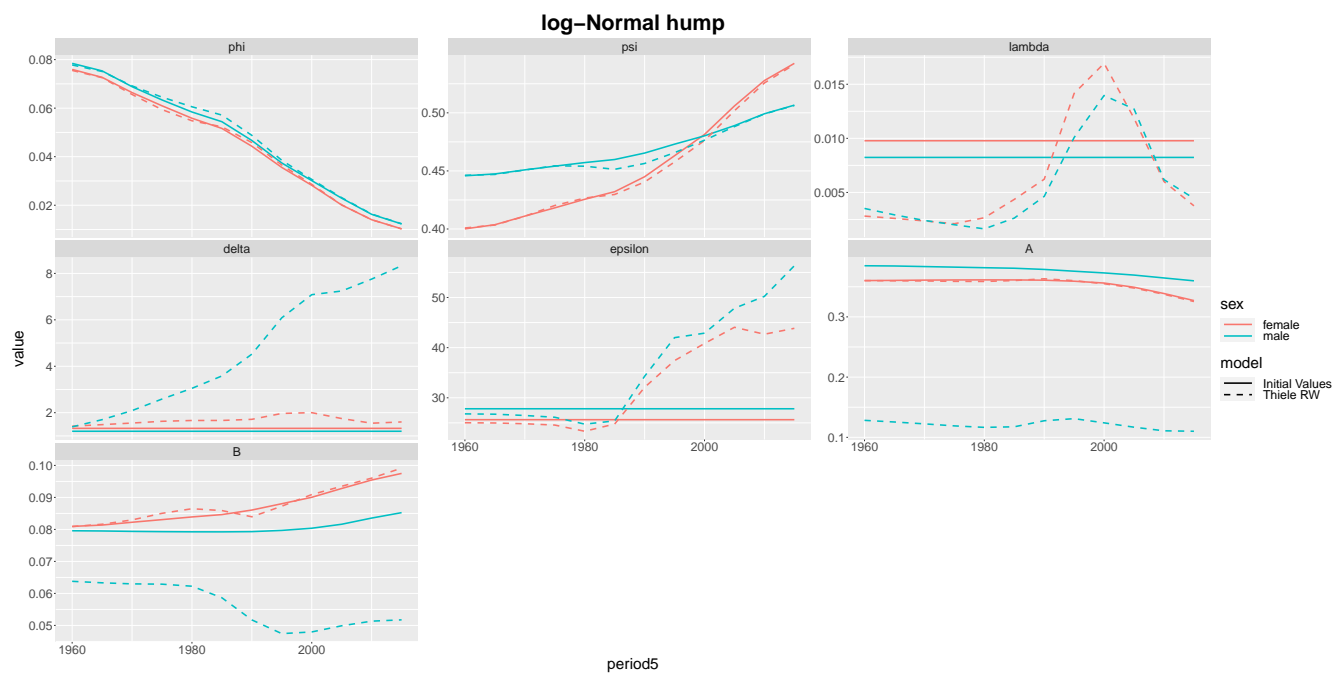 log−Normal hump
phi
psi
lambda
0.08
0.06
0.04
0.02
0.50
0.45
0.40
0.015
0.010
0.005
delta
epsilon
A
8
6
4
2
50
40
30
0.3
0.2
0.1
1960
1980
2000
1960
1980
2000
B
0.10
0.09
0.08
0.07
0.06
0.05
1960
1980
2000
value
period5
sex
female
male
model
Initial Values
Thiele RW